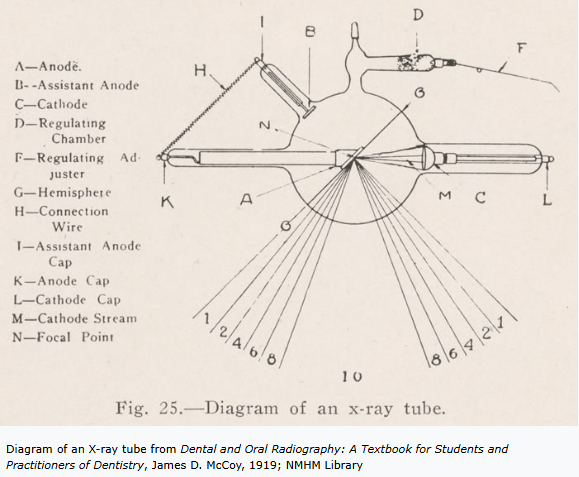 A—Anode.
B--Assistant Anode
C—Cathode
D—Regulating
Chamber
F—Regulating Ad-
juster
G—Hemisphere
H—Connection
Wire
I—Assistant Anode
Cap
K—Anode Cap
L—Cathode Cap
M—Cathode Stream
N—Focal Point
I
B
D
F
H
G
N
K
A
M
C
L
G
1 2 4 6 8
10
8 6 4 2 1
Fig. 25.—Diagram of an x-ray tube.
Diagram of an X-ray tube from Dental and Oral Radiography: A Textbook for Students and
Practitioners of Dentistry, James D. McCoy, 1919; NMHM Library